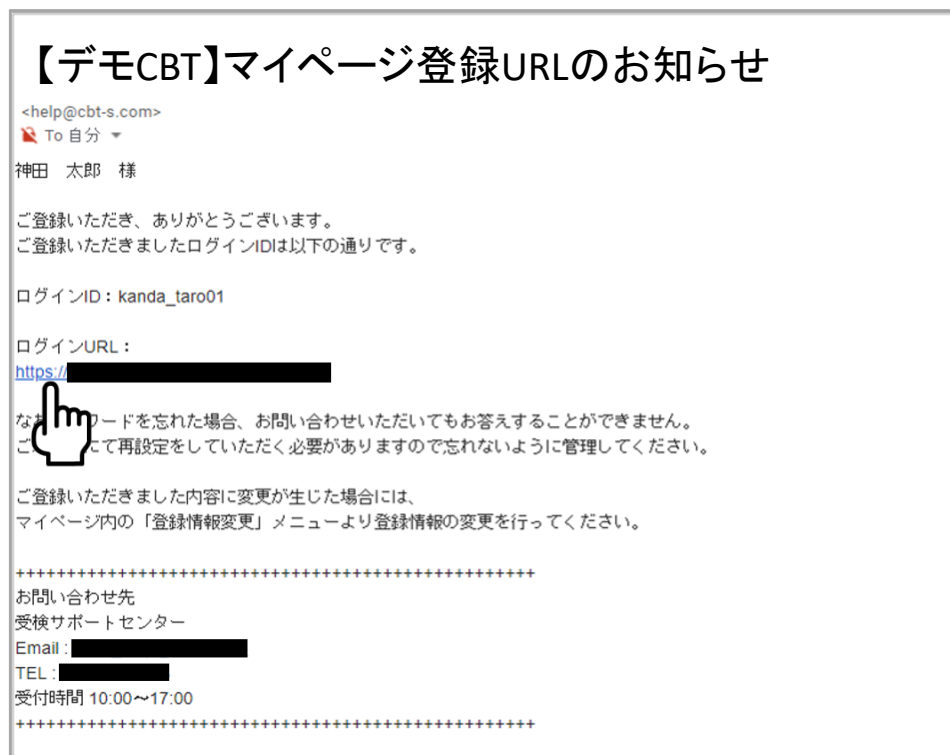 【デモCBT】マイページ登録URLのお知らせ
<help@cbt-s.com>
To 自分
神田 太郎 様
ご登録いただき、ありがとうございます。
ご登録いただきましたログインIDは以下の通りです。
ログインID：kanda_taro01
ログインURL：
https://
な ワードを忘れた場合、お問い合わせいただいてもお答えすることができません。
ご にて再設定をしていただく必要がありますので忘れないように管理してください。
ご登録いただきました内容に変更が生じた場合には、
マイページ内の「登録情報変更」メニューより登録情報の変更を行ってください。
+++++++++++++++++++++++++++++++++++++++++++++++++++
お問い合わせ先
受検サポートセンター
Email :
TEL :
受付時間 10:00～17:00
+++++++++++++++++++++++++++++++++++++++++++++++++++